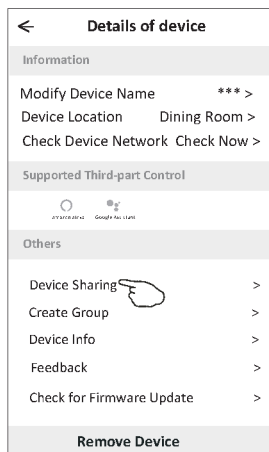 ← Details of device
Information
Modify Device Name *** >
Device Location Dining Room >
Check Device Network Check Now >
Supported Third-part Control
Google Assistant
Others
Device Sharing >
Create Group >
Device Info >
Feedback >
Check for Firmware Update >
Remove Device